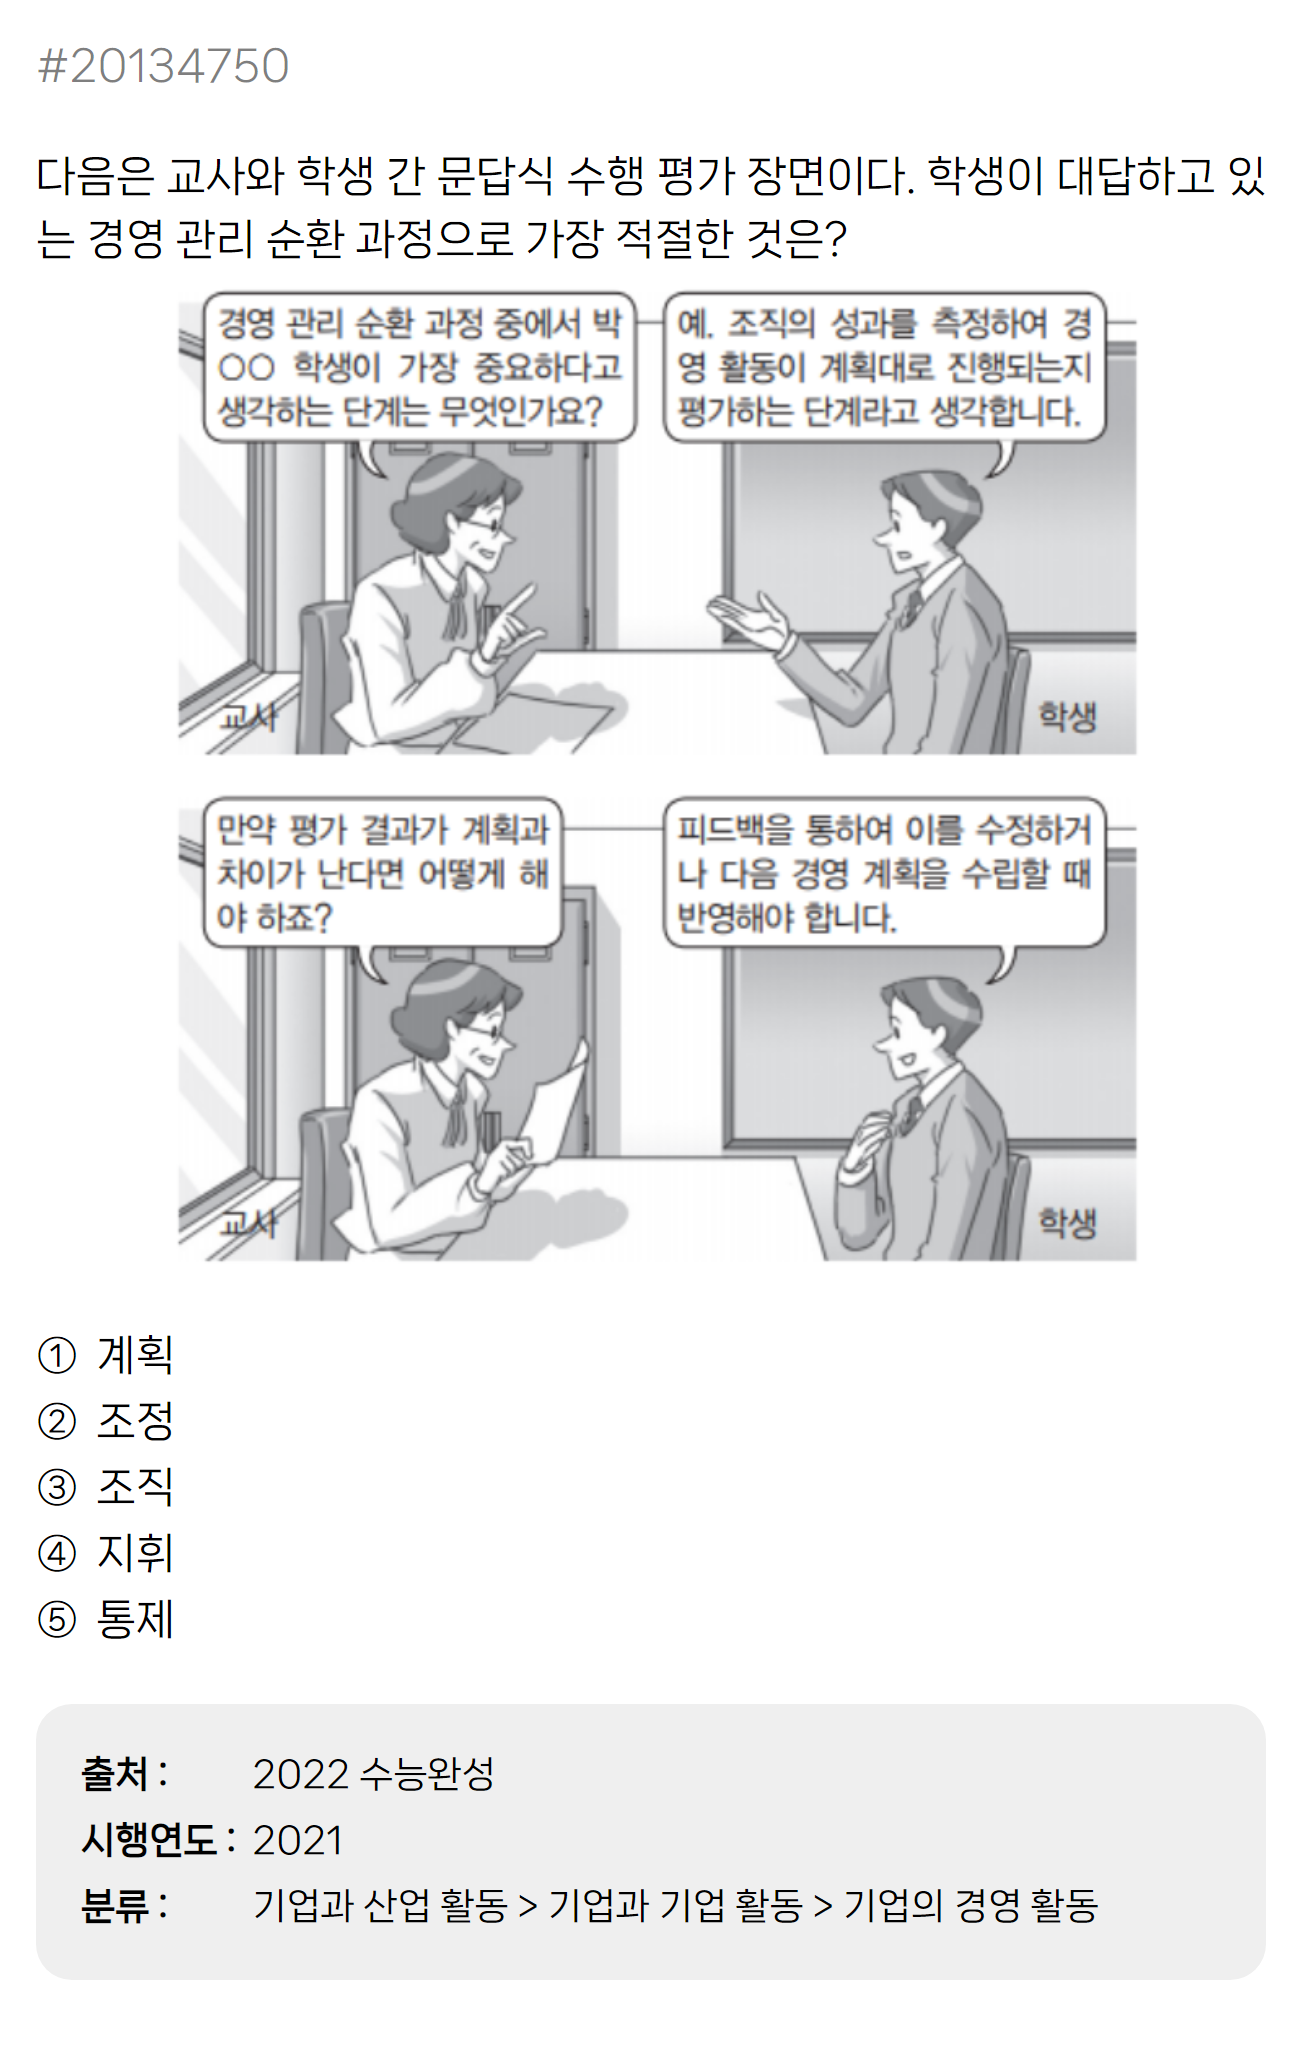 #20134750
다음은 교사와 학생 간 문답식 수행 평가 장면이다. 학생이 대답하고 있
는 경영 관리 순환 과정으로 가장 적절한 것은?
경영 관리 순환 과정 중에서 박
○○ 학생이 가장 중요하다고
생각하는 단계는 무엇인가요?
예. 조직의 성과를 측정하여 경
영 활동이 계획대로 진행되는지
평가하는 단계라고 생각합니다.
교사
학생
만약 평가 결과가 계획과
차이가 난다면 어떻게 해
야 하죠?
피드백을 통하여 이를 수정하거
나 다음 경영 계획을 수립할 때
반영해야 합니다.
교사
학생
① 계획
② 조정
③ 조직
④ 지휘
⑤ 통제
출처 : 2022 수능완성
시행연도 : 2021
분류 : 기업과 산업 활동 > 기업과 기업 활동 > 기업의 경영 활동